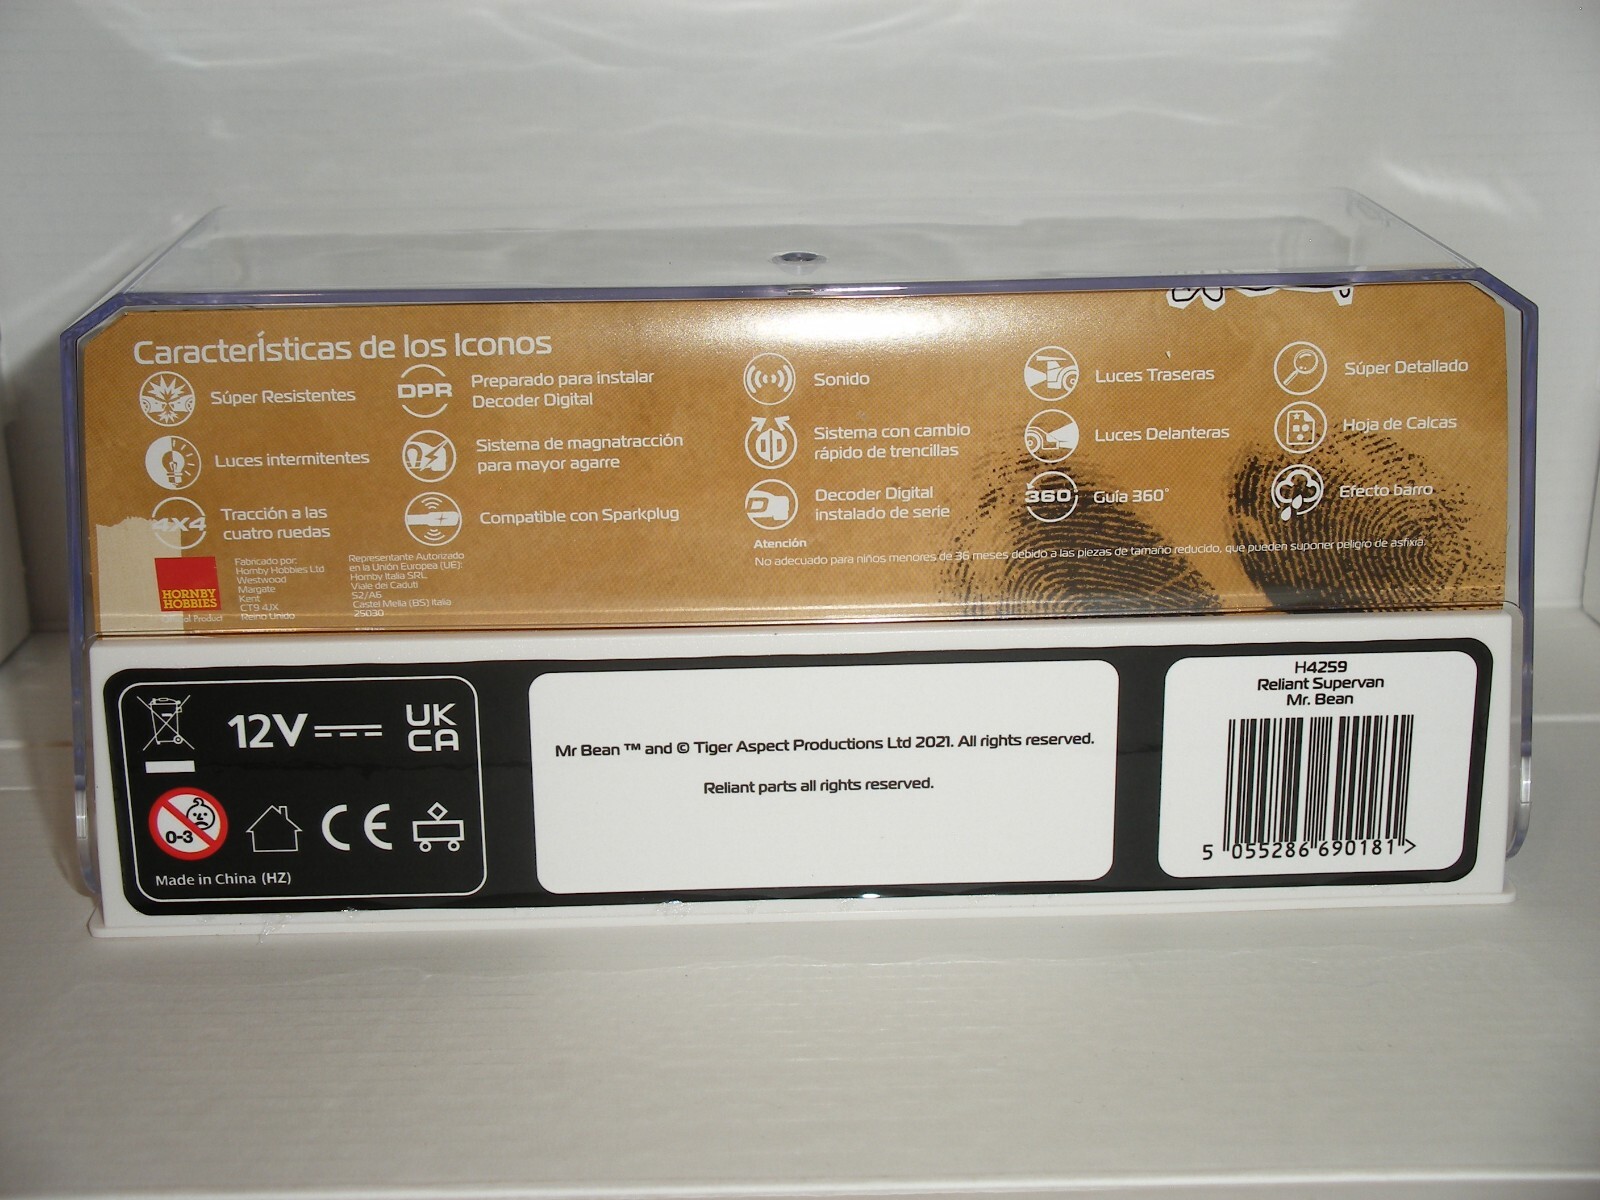 Características de los Iconos
Súper Resistentes
Luces intermitentes
4X4
Tracción a las
cuatro ruedas
DPR
Preparado para instalar
Decoder Digital
Sistema de magnatracción
para mayor agarre
Compatible con Sparkplug
Sonido
Sistema con cambio
rápido de trencillas
D
Decoder Digital
instalado de serie
Luces Traseras
Luces Delanteras
360°
Guía 360°
Súper Detallado
Hoja de Calcas
Efecto barro
Atención
No adecuado para niños menores de 36 meses debido a las piezas de tamaño reducido, que pueden suponer peligro de asfixia.
HORNBY
HOBBIES
Official Product
Fabricado por:
Hornby Hobbies Ltd
Westwood
Margate
Kent
CT9 4JX
Reino Unido
Representante Autorizado
en la Unión Europea (UE):
Hornby Italia SRL
Viale dei Caduti
52/A6
Castel Mella (BS) Italia
25030
12V
UK
CA
0-3
CE
Made in China (HZ)
Mr Bean ™ and © Tiger Aspect Productions Ltd 2021. All rights reserved.
Reliant parts all rights reserved.
H4259
Reliant Supervan
Mr. Bean
5 055286 690181 >